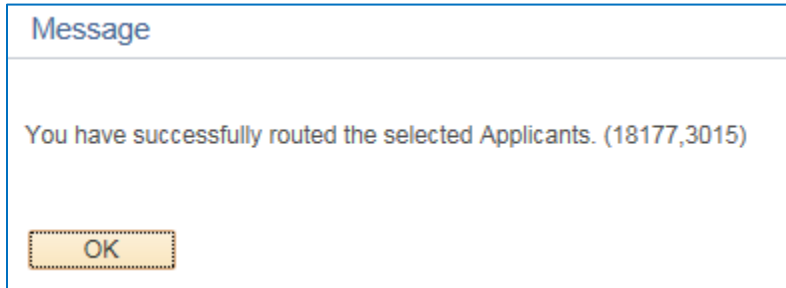 Message
You have successfully routed the selected Applicants. (18177,3015)
OK